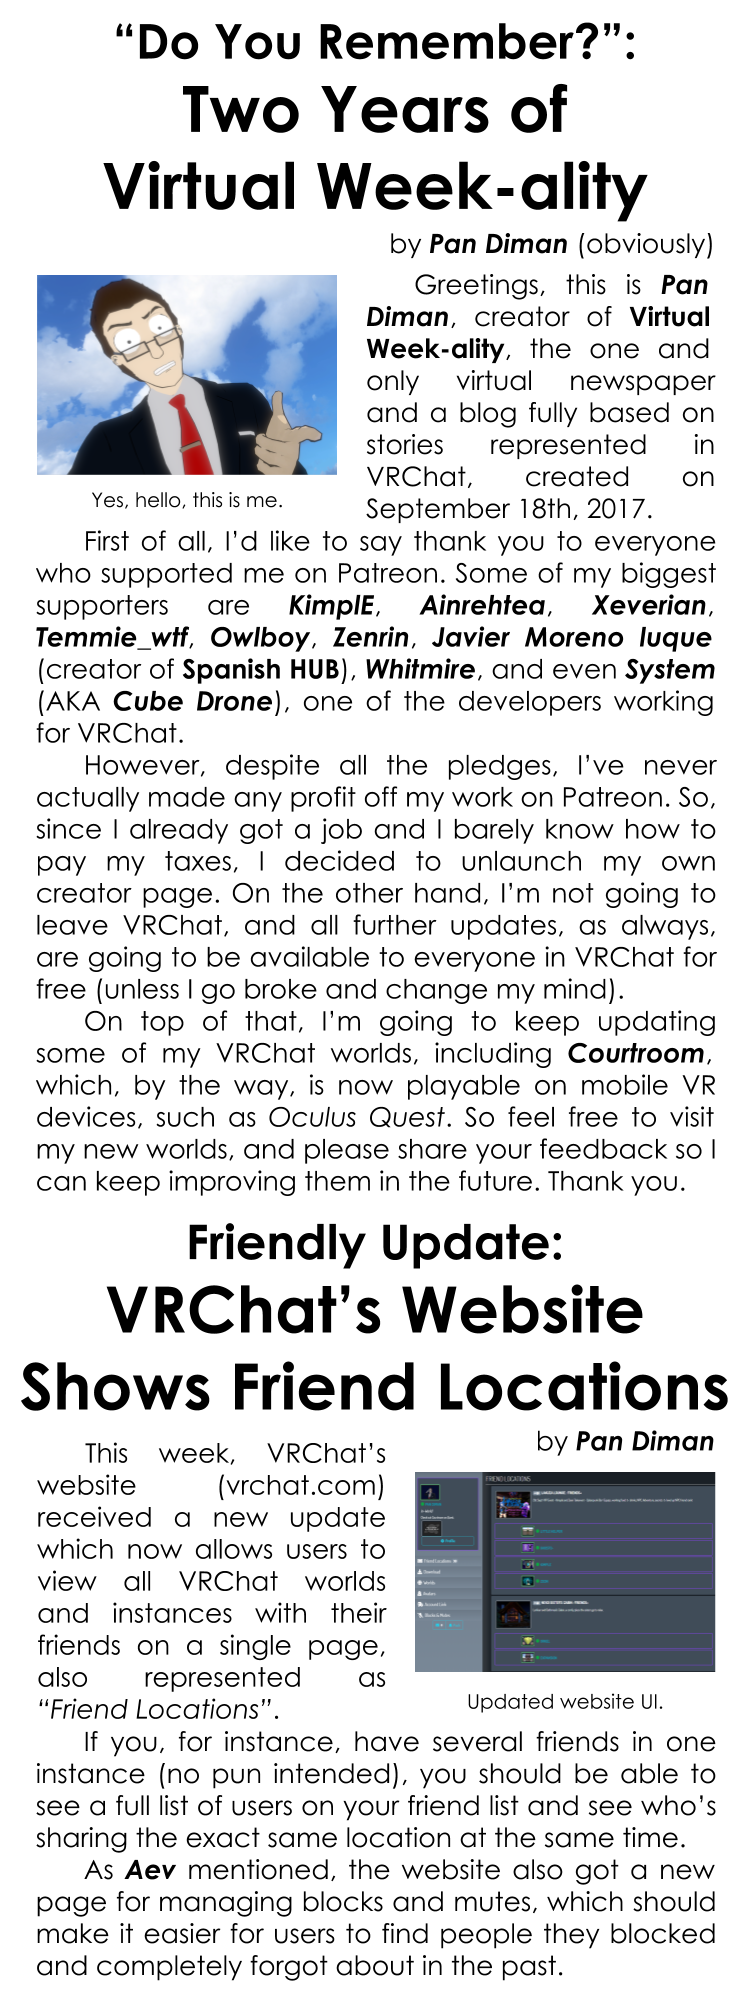 “Do You Remember?”:
Two Years of
Virtual Week-ality
by Pan Diman (obviously)
Greetings, this is Pan
Diman, creator of Virtual
Week-ality, the one and
only virtual newspaper
and a blog fully based on
stories represented in
VRChat, created on
September 18th, 2017.
Yes, hello, this is me.
First of all, I’d like to say thank you to everyone
who supported me on Patreon. Some of my biggest
supporters are KimplE, Ainrehtea, Xeverian,
Temmie_wtf, Owlboy, Zenrin, Javier Moreno luque
(creator of Spanish HUB), Whitmire, and even System
(AKA Cube Drone), one of the developers working
for VRChat.
However, despite all the pledges, I’ve never
actually made any profit off my work on Patreon. So,
since I already got a job and I barely know how to
pay my taxes, I decided to unlaunch my own
creator page. On the other hand, I’m not going to
leave VRChat, and all further updates, as always,
are going to be available to everyone in VRChat for
free (unless I go broke and change my mind).
On top of that, I’m going to keep updating
some of my VRChat worlds, including Courtroom,
which, by the way, is now playable on mobile VR
devices, such as Oculus Quest. So feel free to visit
my new worlds, and please share your feedback so I
can keep improving them in the future. Thank you.
Friendly Update:
VRChat’s Website
Shows Friend Locations
by Pan Diman
This week, VRChat’s
website (vrchat.com)
received a new update
which now allows users to
view all VRChat worlds
and instances with their
friends on a single page,
also represented as
“Friend Locations”.
FRIEND LOCATIONS
Profile
Friend Locations
Download
Worlds
Avatars
Account Link
Blocks & Mutes
Updated website UI.
If you, for instance, have several friends in one
instance (no pun intended), you should be able to
see a full list of users on your friend list and see who’s
sharing the exact same location at the same time.
As Aev mentioned, the website also got a new
page for managing blocks and mutes, which should
make it easier for users to find people they blocked
and completely forgot about in the past.